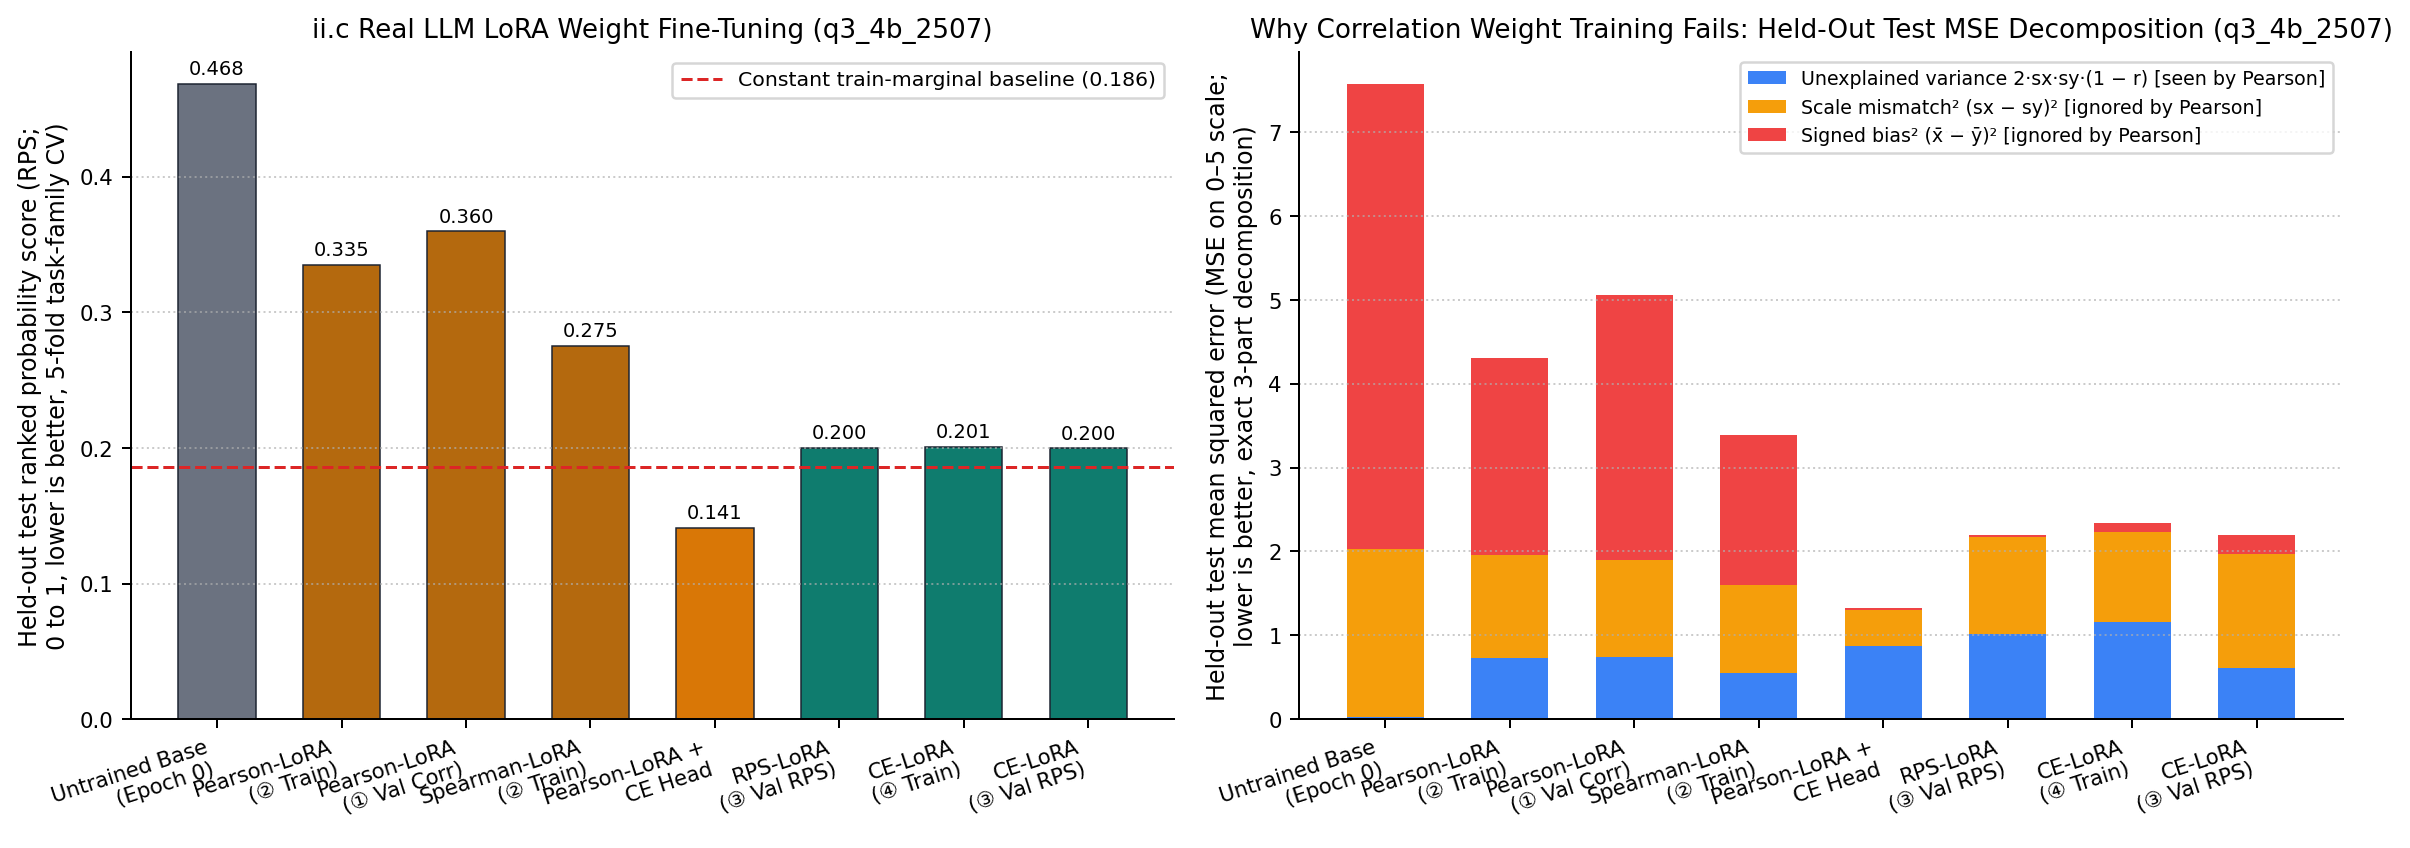 ii.c Real LLM LoRA Weight Fine-Tuning (q3_4b_2507)
Held-out test ranked probability score (RPS;
0 to 1, lower is better, 5-fold task-family CV)
0.4
0.3
0.2
0.1
0.0
Constant train-marginal baseline (0.186)
0.468
0.335
0.360
0.275
0.141
0.200
0.201
0.200
Untrained Base
(Epoch 0)
Pearson-LoRA
(② Train)
Pearson-LoRA
(① Val Corr)
Spearman-LoRA
(② Train)
Pearson-LoRA +
CE Head
RPS-LoRA
(③ Val RPS)
CE-LoRA
(④ Train)
CE-LoRA
(③ Val RPS)
Why Correlation Weight Training Fails: Held-Out Test MSE Decomposition (q3_4b_2507)
Held-out test mean squared error (MSE on 0–5 scale;
lower is better, exact 3-part decomposition)
7
6
5
4
3
2
1
0
Unexplained variance 2·sx·sy·(1 − r) [seen by Pearson]
Scale mismatch² (sx − sy)² [ignored by Pearson]
Signed bias² (x̄ − ȳ)² [ignored by Pearson]
Untrained Base
(Epoch 0)
Pearson-LoRA
(② Train)
Pearson-LoRA
(① Val Corr)
Spearman-LoRA
(② Train)
Pearson-LoRA +
CE Head
RPS-LoRA
(③ Val RPS)
CE-LoRA
(④ Train)
CE-LoRA
(③ Val RPS)